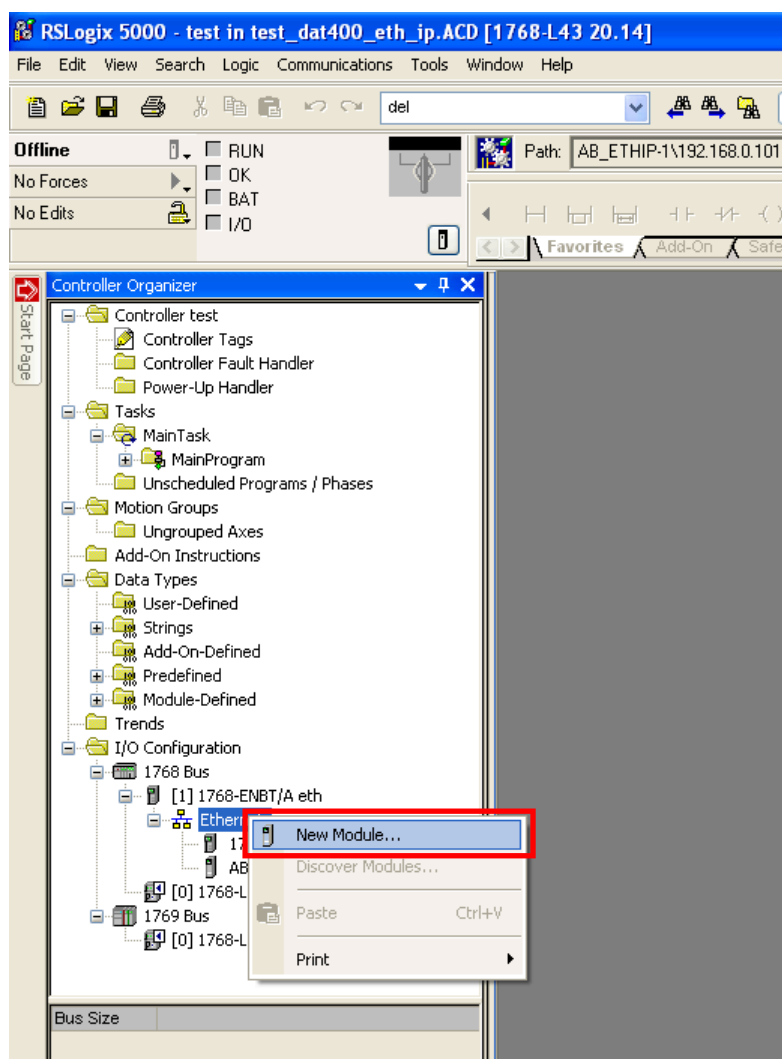 RSLogix 5000 - test in test_dat400_eth_ip.ACD [1768-L43 20.14]
File Edit View Search Logic Communications Tools Window Help
del
Offline
RUN
Path: AB_ETHIP-1\192.168.0.101
No Forces
OK
No Edits
BAT
I/O
Favorites Add-On Safe
Start Page
Controller Organizer
Controller test
Controller Tags
Controller Fault Handler
Power-Up Handler
Tasks
MainTask
MainProgram
Unscheduled Programs / Phases
Motion Groups
Ungrouped Axes
Add-On Instructions
Data Types
User-Defined
Strings
Add-On-Defined
Predefined
Module-Defined
Trends
I/O Configuration
1768 Bus
[1] 1768-ENBT/A eth
Ethern
New Module...
17
AB
Discover Modules...
[0] 1768-L
1769 Bus
Paste Ctrl+V
[0] 1768-L
Print
Bus Size